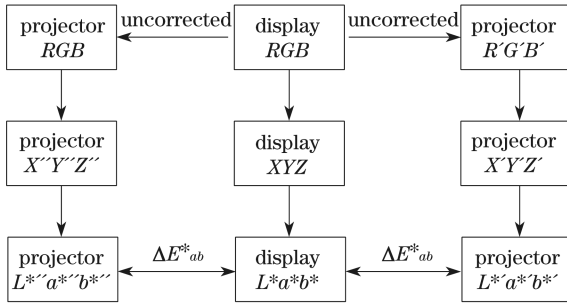 projector
RGB
uncorrected
display
RGB
uncorrected
projector
R´G´B´
projector
X´´Y´´Z´´
display
XYZ
projector
X´Y´Z´
projector
L*´´a*´´b*´´
ΔE*ab
display
L*a*b*
ΔE*ab
projector
L*´a*´b*´